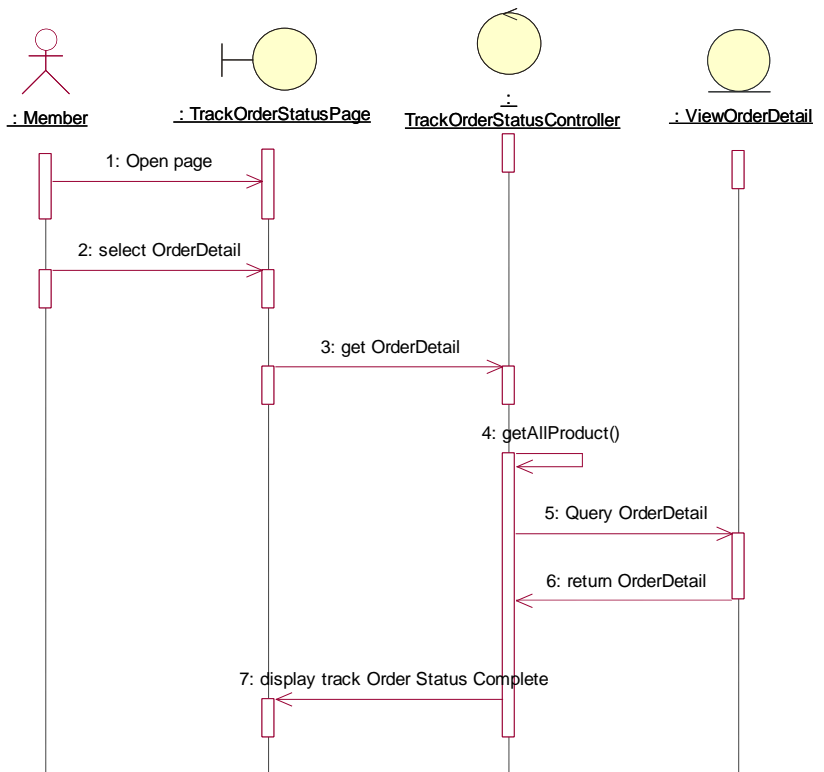 : Member
: TrackOrderStatusPage
:
TrackOrderStatusController
: ViewOrderDetail
1: Open page
2: select OrderDetail
3: get OrderDetail
4: getAllProduct()
5: Query OrderDetail
6: return OrderDetail
7: display track Order Status Complete